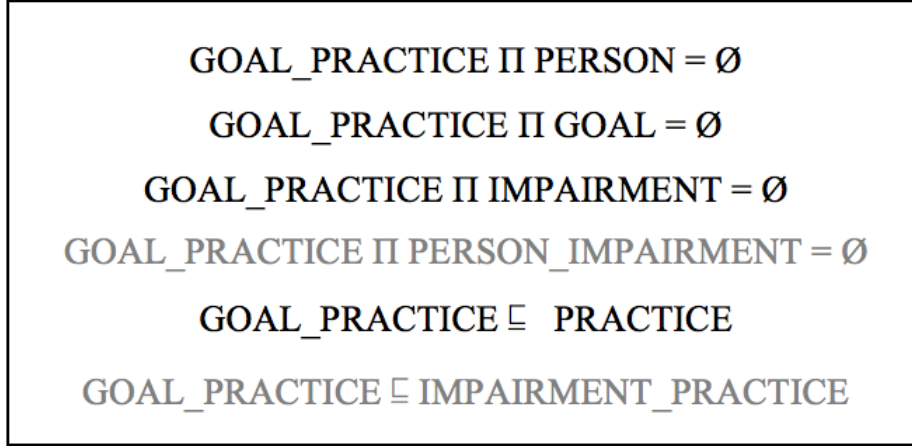 GOAL_PRACTICE Π PERSON = Ø
GOAL_PRACTICE Π GOAL = Ø
GOAL_PRACTICE Π IMPAIRMENT = Ø
GOAL_PRACTICE Π PERSON_IMPAIRMENT = Ø
GOAL_PRACTICE ⊑ PRACTICE
GOAL_PRACTICE ⊑ IMPAIRMENT_PRACTICE